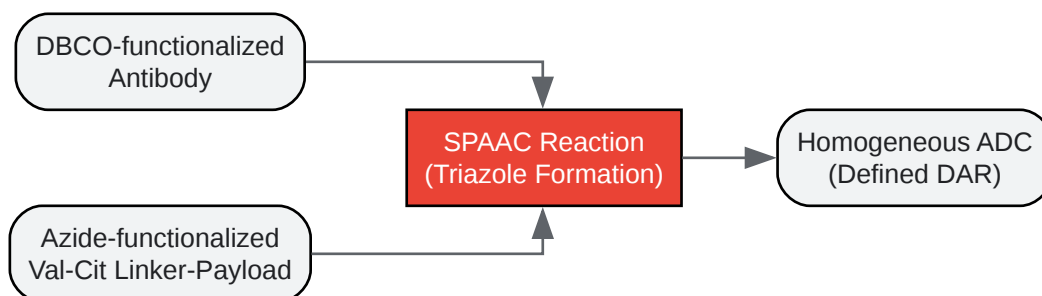 DBCO-functionalized
Antibody
SPAAC Reaction
(Triazole Formation)
Homogeneous ADC
(Defined DAR)
Azide-functionalized
Val-Cit Linker-Payload